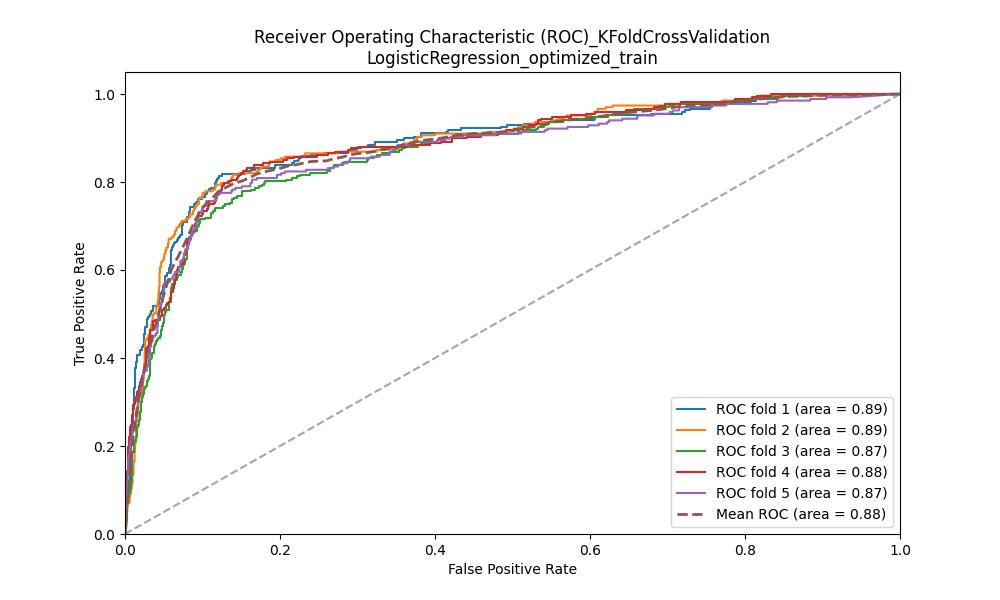 Receiver Operating Characteristic (ROC)_KFoldCrossValidation
LogisticRegression_optimized_train
True Positive Rate
1.0
0.8
0.6
0.4
0.2
0.0
ROC fold 1 (area = 0.89)
ROC fold 2 (area = 0.89)
ROC fold 3 (area = 0.87)
ROC fold 4 (area = 0.88)
ROC fold 5 (area = 0.87)
Mean ROC (area = 0.88)
0.0 0.2 0.4 0.6 0.8 1.0
False Positive Rate